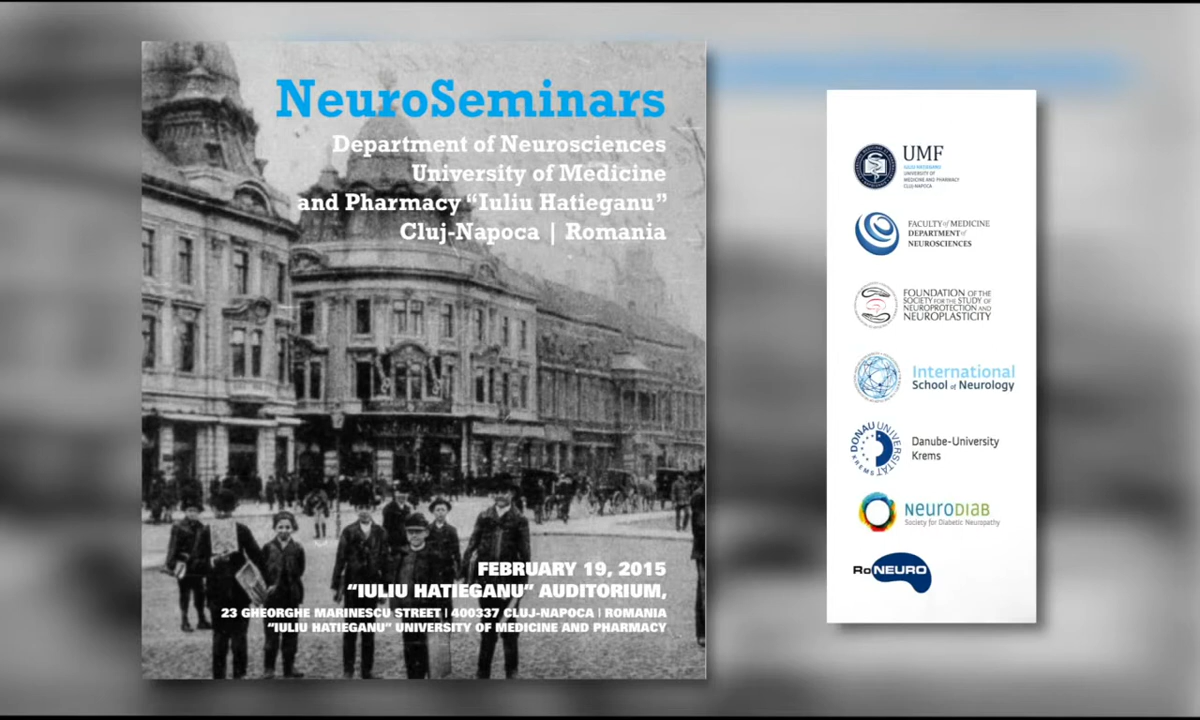 NeuroSeminars
Department of Neurosciences
University of Medicine
and Pharmacy “Iuliu Hatieganu”
Cluj-Napoca | Romania
FEBRUARY 19, 2015
“IULIU HATIEGANU” AUDITORIUM,
23 GHEORGHE MARINESCU STREET | 400337 CLUJ-NAPOCA | ROMANIA
“IULIU HATIEGANU” UNIVERSITY OF MEDICINE AND PHARMACY
UMF
IULIU HATIEGANU
UNIVERSITY OF
MEDICINE AND PHARMACY
CLUJ-NAPOCA
FACULTY of MEDICINE
DEPARTMENT of
NEUROSCIENCES
FOUNDATION OF THE
SOCIETY FOR THE STUDY OF
NEUROPROTECTION AND
NEUROPLASTICITY
International
School of Neurology
DONAU UNIVERSITAT
KREMS
Danube-University
Krems
NEURODIAB
Society for Diabetic Neuropathy
RoNEURO